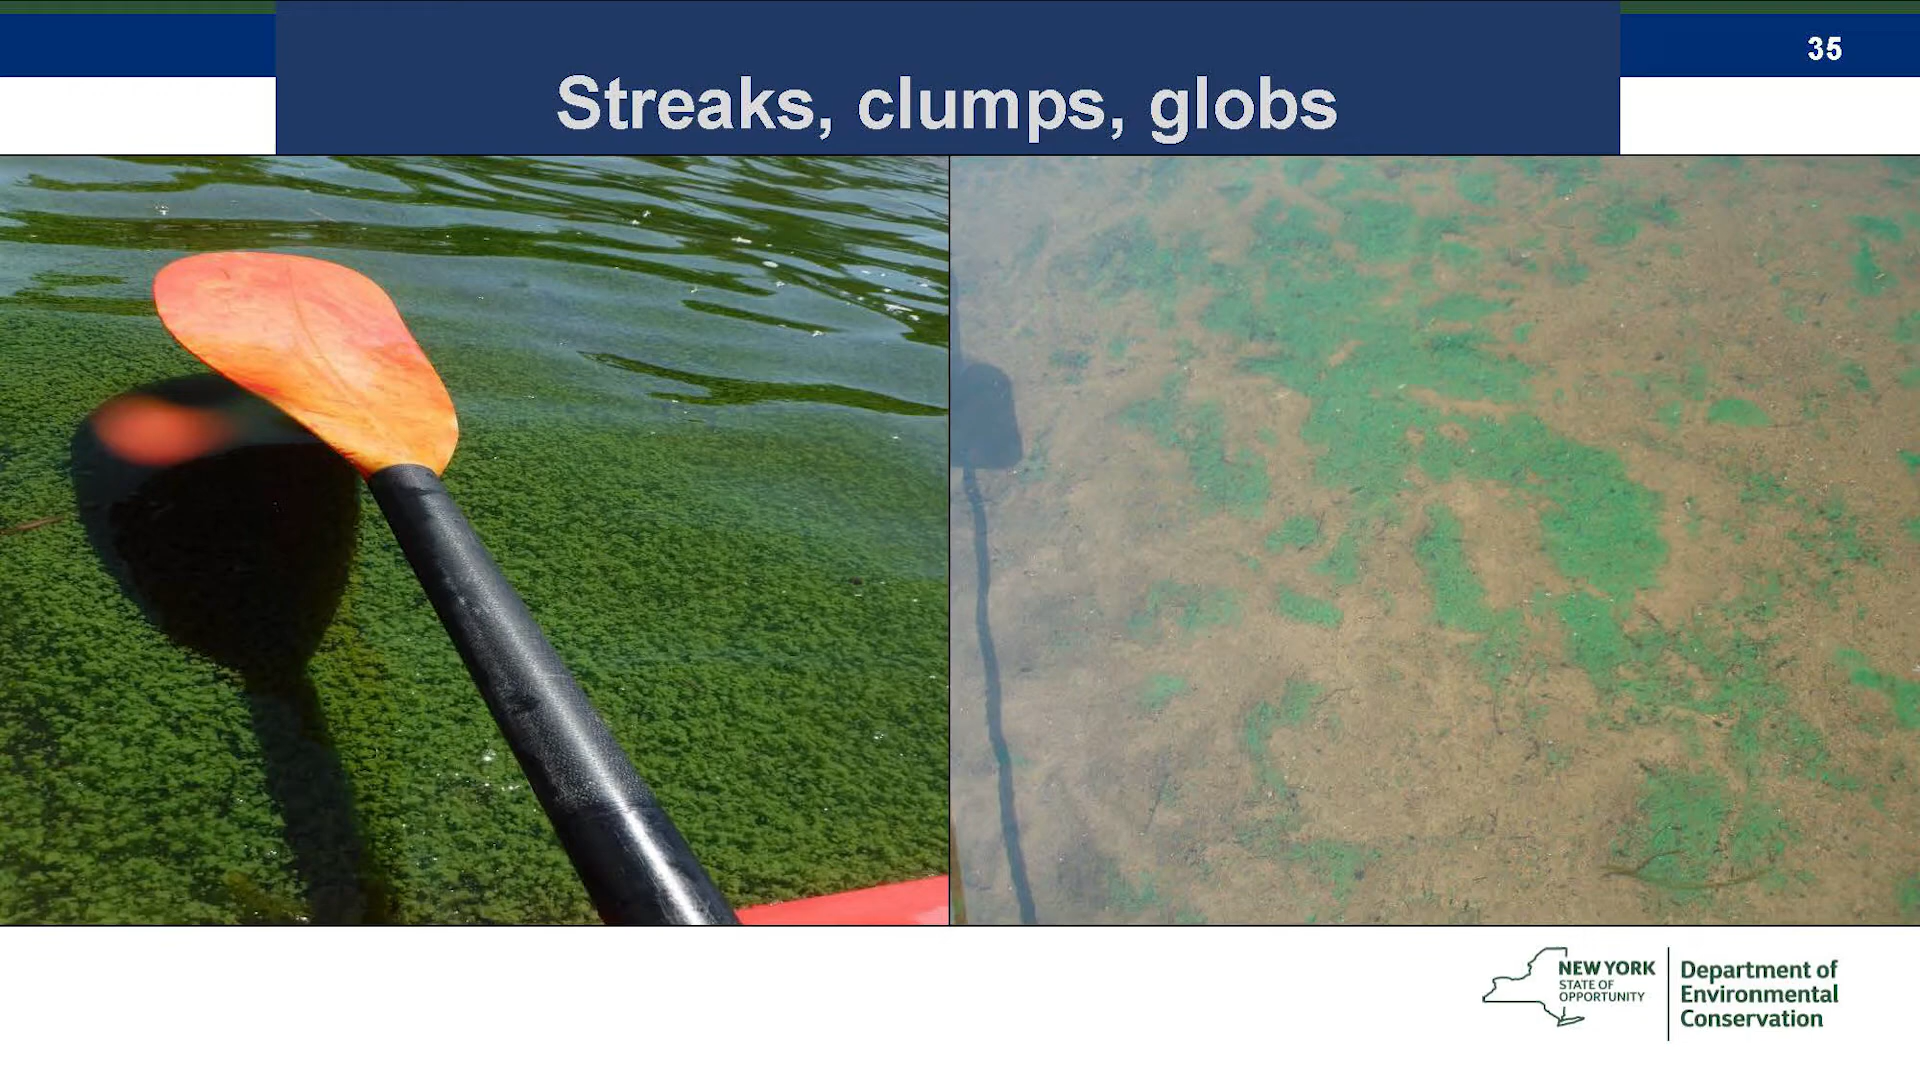 35
Streaks, clumps, globs
NEW YORK
STATE OF
OPPORTUNITY
Department of
Environmental
Conservation